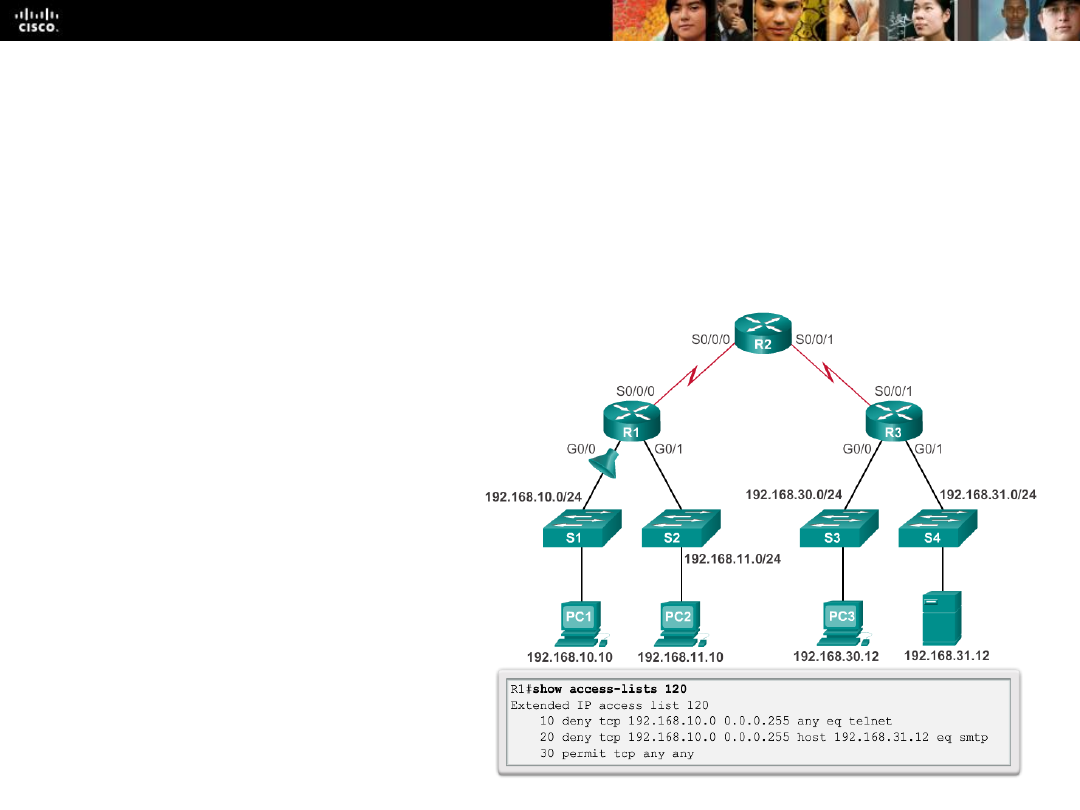 CISCO.
R2
S0/0/0
S0/0/1
S0/0/0
S0/0/1
R1
R3
G0/0
G0/1
G0/0
G0/1
192.168.10.0/24
192.168.30.0/24
192.168.31.0/24
S1
S2
S3
S4
192.168.11.0/24
PC1
PC2
PC3
192.168.10.10
192.168.11.10
192.168.30.12
192.168.31.12
R1#show access-lists 120
Extended IP access list 120
10 deny tcp 192.168.10.0 0.0.0.255 any eq telnet
20 deny tcp 192.168.10.0 0.0.0.255 host 192.168.31.12 eq smtp
30 permit tcp any any